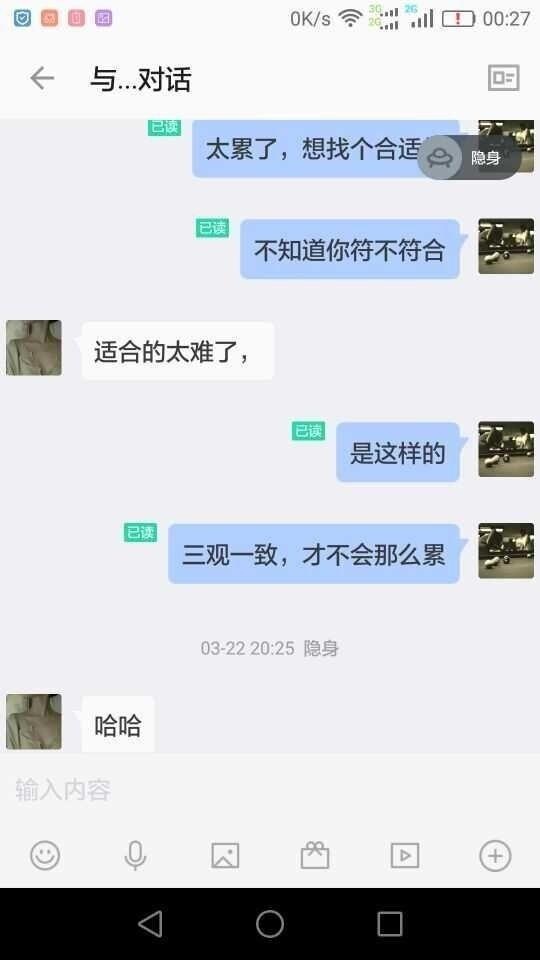 0K/s 3G 2G 2G 00:27
与...对话
已读
太累了，想找个合适
隐身
已读
不知道你符不符合
适合的太难了，
已读
是这样的
已读
三观一致，才不会那么累
03-22 20:25 隐身
哈哈
输入内容